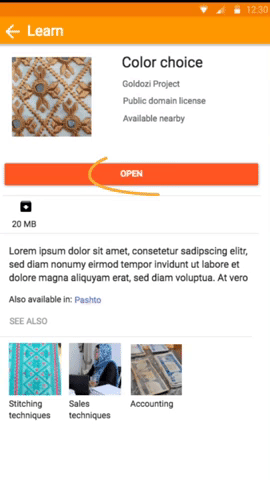 12:30
Learn
Color choice
Goldozi Project
Public domain license
Available nearby
OPEN
20 MB
Lorem ipsum dolor sit amet, consetetur sadipscing elitr,
sed diam nonumy eirmod tempor invidunt ut labore et
dolore magna aliquyam erat, sed diam voluptua. At vero
Also available in: Pashto
SEE ALSO
Stitching techniques
Sales techniques
Accounting